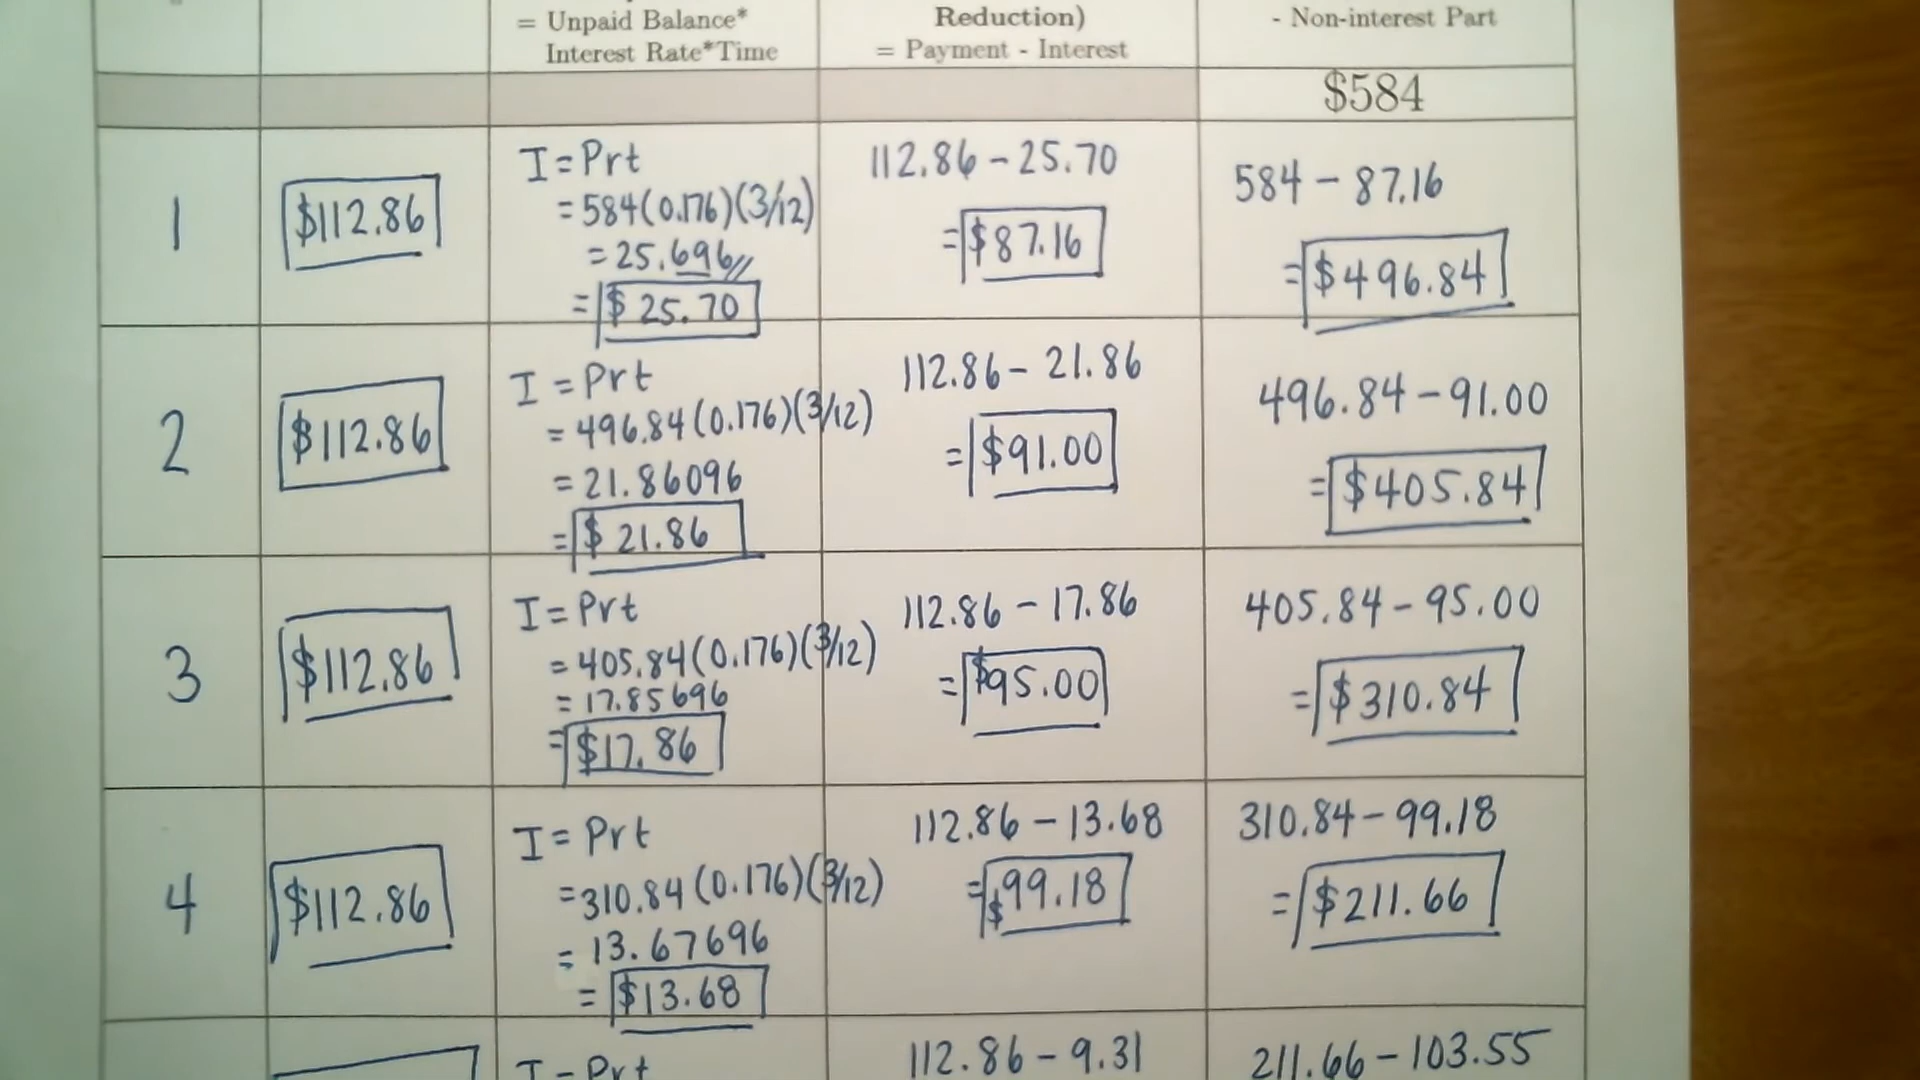 = Unpaid Balance*
Interest Rate*Time
Reduction)
= Payment - Interest
- Non-interest Part
$584
1
$112.86
I = Prt
= 584(0.176)(3/12)
= 25.696
= $25.70
112.86 - 25.70
= $87.16
584 - 87.16
= $496.84
2
$112.86
I = Prt
= 496.84(0.176)(3/12)
= 21.86096
= $21.86
112.86 - 21.86
= $91.00
496.84 - 91.00
= $405.84
3
$112.86
I = Prt
= 405.84(0.176)(3/12)
= 17.85696
= $17.86
112.86 - 17.86
= $95.00
405.84 - 95.00
= $310.84
4
$112.86
I = Prt
= 310.84(0.176)(3/12)
= 13.67696
= $13.68
112.86 - 13.68
= $99.18
310.84 - 99.18
= $211.66
I = Prt
112.86 - 9.31
211.66 - 103.55